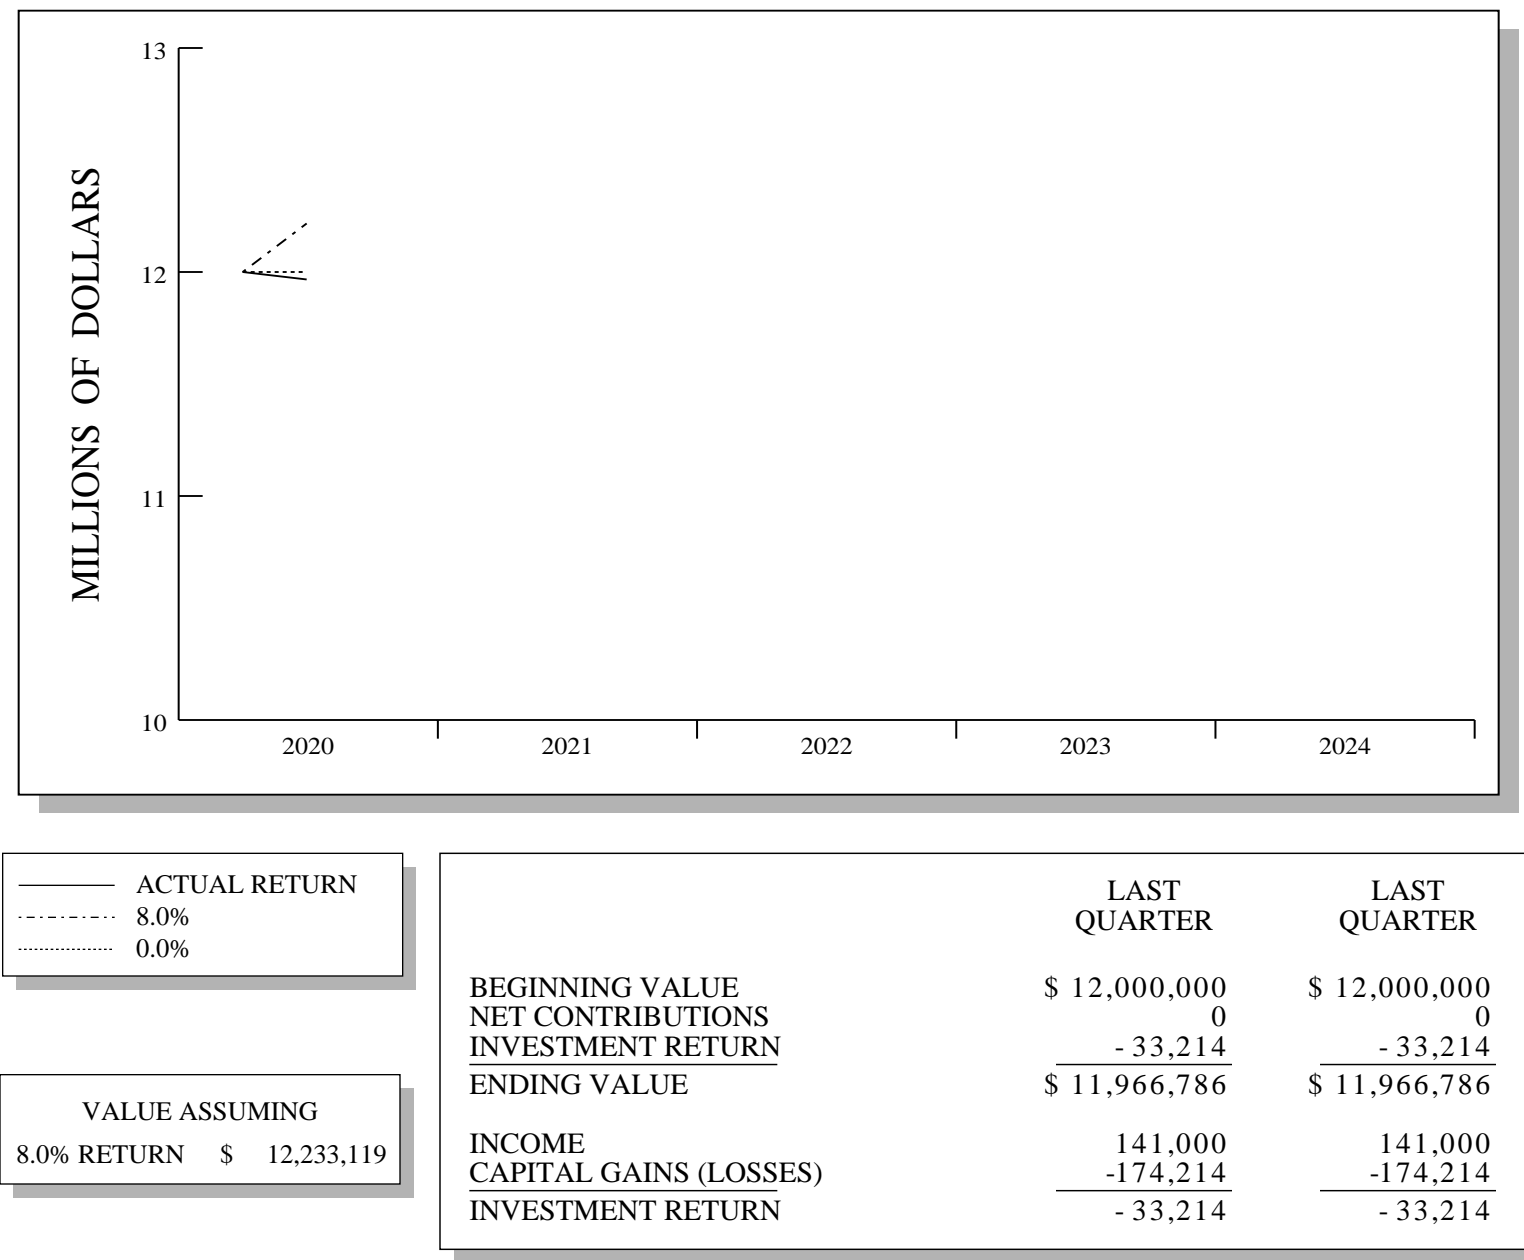 MILLIONS OF DOLLARS
13
12
11
10
2020 2021 2022 2023 2024
ACTUAL RETURN
8.0%
0.0%
VALUE ASSUMING
8.0% RETURN $ 12,233,119
LAST LAST
QUARTER QUARTER
BEGINNING VALUE $ 12,000,000 $ 12,000,000
NET CONTRIBUTIONS 0 0
INVESTMENT RETURN - 33,214 - 33,214
ENDING VALUE $ 11,966,786 $ 11,966,786
INCOME 141,000 141,000
CAPITAL GAINS (LOSSES) -174,214 -174,214
INVESTMENT RETURN - 33,214 - 33,214